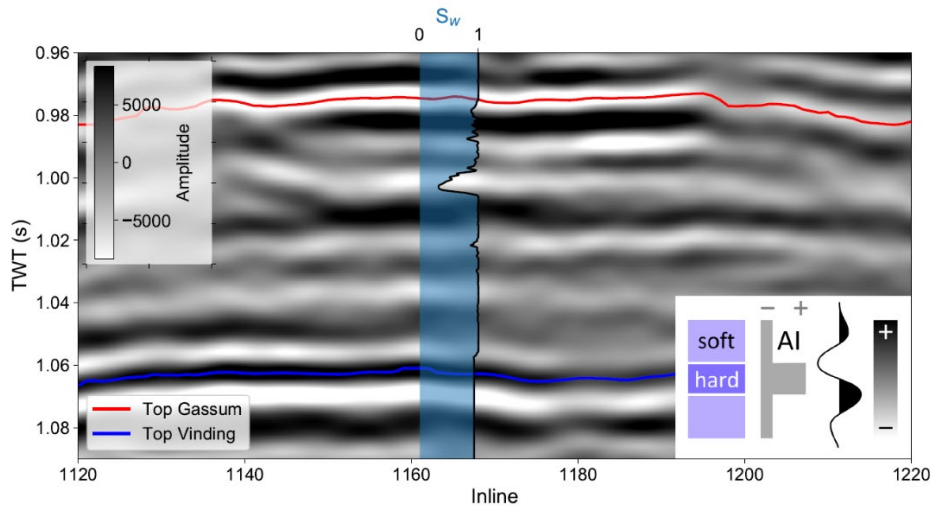 S_w
0 1
0.96
0.98
1.00
1.02
1.04
1.06
1.08
TWT (s)
5000
0
−5000
Amplitude
Top Gassum
Top Vinding
soft
hard
− +
AI
+
−
1120 1140 1160 1180 1200 1220
Inline